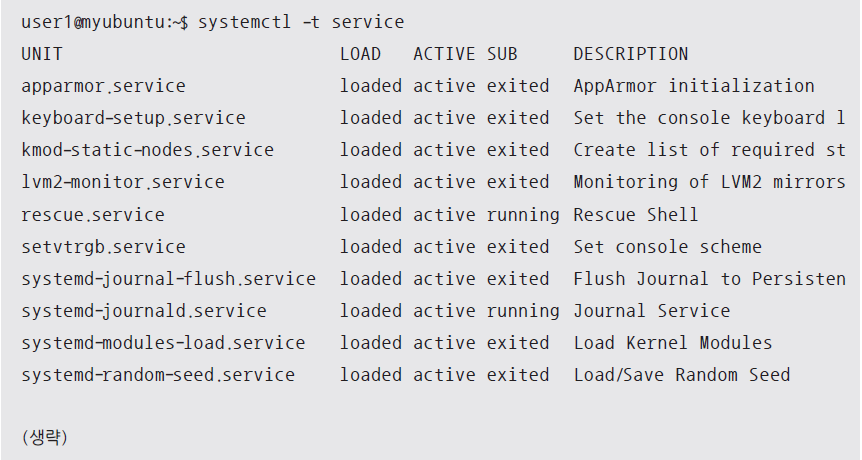 user1@myubuntu:~$ systemctl -t service
UNIT LOAD ACTIVE SUB DESCRIPTION
apparmor.service loaded active exited AppArmor initialization
keyboard-setup.service loaded active exited Set the console keyboard l
kmod-static-nodes.service loaded active exited Create list of required st
lvm2-monitor.service loaded active exited Monitoring of LVM2 mirrors
rescue.service loaded active running Rescue Shell
setvtrgb.service loaded active exited Set console scheme
systemd-journal-flush.service loaded active exited Flush Journal to Persisten
systemd-journald.service loaded active running Journal Service
systemd-modules-load.service loaded active exited Load Kernel Modules
systemd-random-seed.service loaded active exited Load/Save Random Seed
(생략)